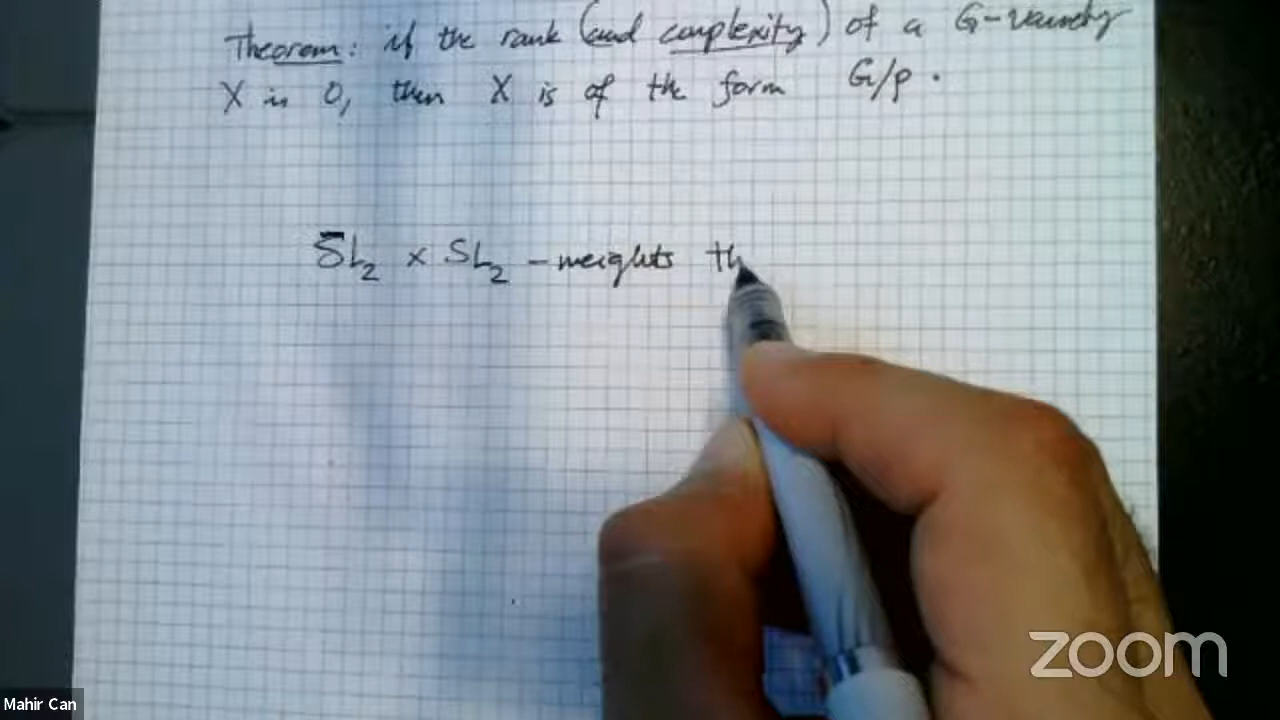 Theorem: if the rank (and complexity) of a G-variety
X is 0, then X is of the form G/P.
SL₂ × SL₂ - weights th
zoom
Mahir Can